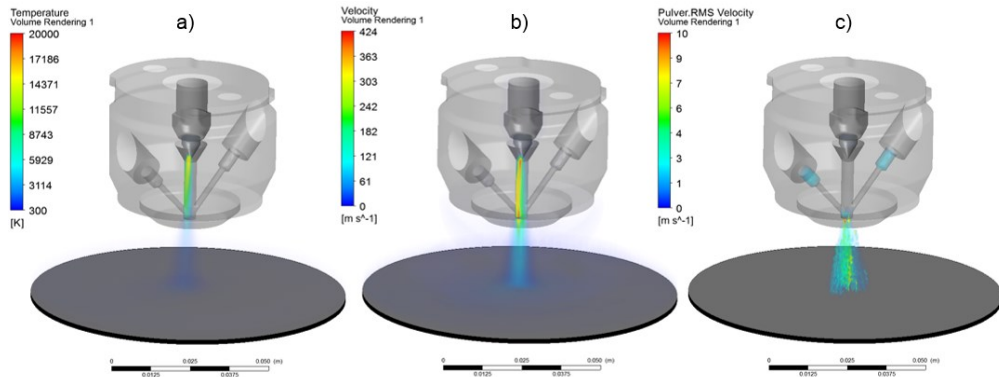 Temperature
Volume Rendering 1
a)
20000
17186
14371
11557
8743
5929
3114
300
[K]
0 0.025 0.050 (m)
0.0125 0.0375
Velocity
Volume Rendering 1
b)
424
363
303
242
182
121
61
0
[m s^-1]
0 0.025 0.050 (m)
0.0125 0.0375
Pulver.RMS Velocity
Volume Rendering 1
c)
10
9
7
6
4
3
1
0
[m s^-1]
0 0.025 0.050 (m)
0.0125 0.0375